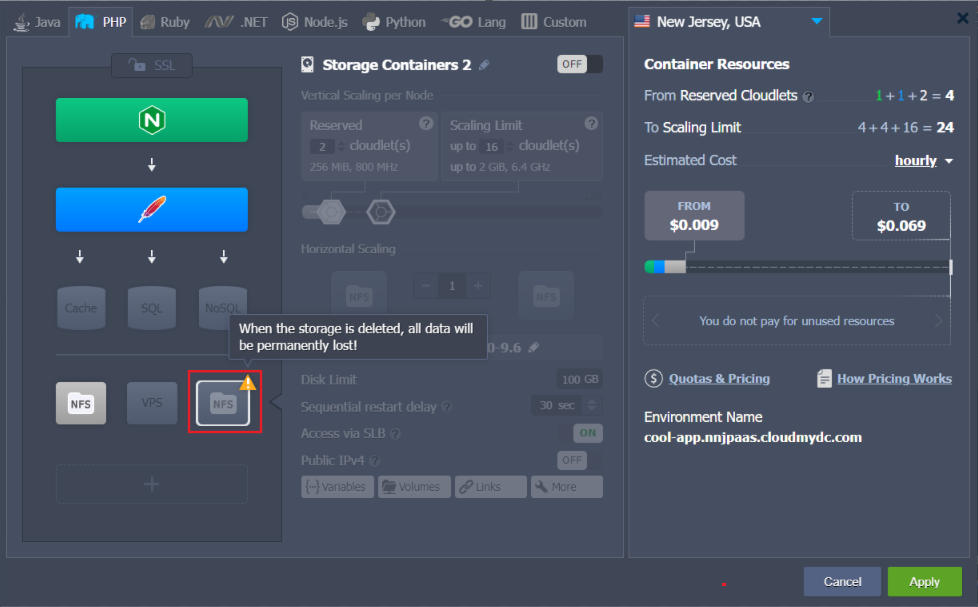 Java
PHP
Ruby
.NET
Node.js
Python
GO Lang
Custom
New Jersey, USA
SSL
N
Cache
SQL
NoSQL
When the storage is deleted, all data will
be permanently lost!
NFS
VPS
NFS
+
Storage Containers 2
OFF
Vertical Scaling per Node
Reserved ?
2 cloudlet(s)
256 MiB, 800 MHz
Scaling Limit ?
up to 16 cloudlet(s)
up to 2 GiB, 6.4 GHz
Horizontal Scaling
NFS
− 1 +
NFS
0-9.6
Disk Limit 100 GB
Sequential restart delay ? 30 sec
Access via SLB ? ON
Public IPv4 ? OFF
Variables
Volumes
Links
More
Container Resources
From Reserved Cloudlets ? 1 + 1 + 2 = 4
To Scaling Limit 4 + 4 + 16 = 24
Estimated Cost hourly
FROM
$0.009
TO
$0.069
You do not pay for unused resources
$ Quotas & Pricing
How Pricing Works
Environment Name
cool-app.nnjpaas.cloudmydc.com
Cancel
Apply